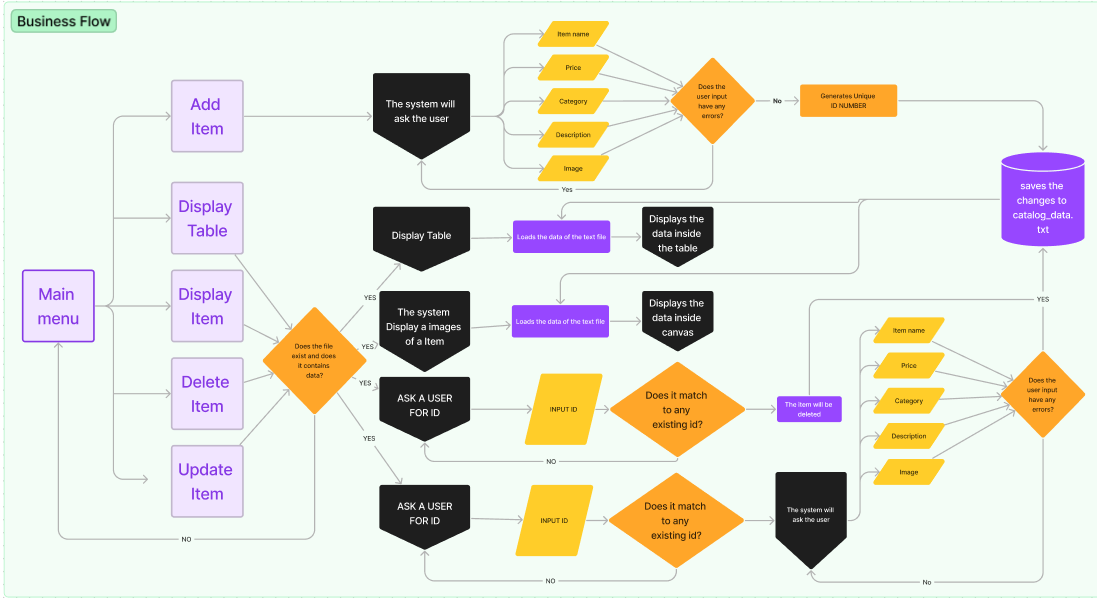 Business Flow
Main
menu
Add
Item
Display
Table
Display
Item
Delete
Item
Update
Item
The system will
ask the user
Item name
Price
Category
Description
Image
Does the
user input
have any
errors?
No
Yes
Generates Unique
ID NUMBER
saves the
changes to
catalog_data.
txt
Does the file
exist and does
it contains
data?
NO
YES
Display Table
Loads the data of the text file
Displays the
data inside
the table
YES
The system
Display a images
of a Item
Loads the data of the text file
Displays the
data inside
canvas
YES
ASK A USER
FOR ID
INPUT ID
Does it match
to any
existing id?
NO
The item will be
deleted
YES
ASK A USER
FOR ID
INPUT ID
Does it match
to any
existing id?
NO
The system will
ask the user
Item name
Price
Category
Description
Image
Does the
user input
have any
errors?
YES
No